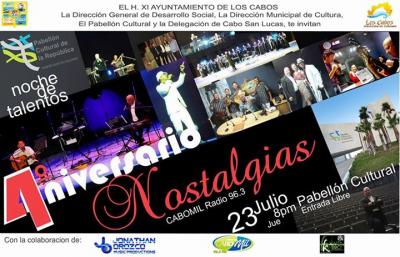 EL H. XI AYUNTAMIENTO DE LOS CABOS
La Dirección General de Desarrollo Social, La Dirección Municipal de Cultura,
El Pabellón Cultural y la Delegación de Cabo San Lucas, te invitan
Los Cabos
Pabellón
Cultural de
la República
noche
de
talentos
4º Aniversario
Nostalgias
CABOMIL Radio 96.3
23 Julio
8pm Pabellón Cultural
Jue Entrada Libre
Con la colaboracion de:
JONATHAN
OROZCO
MUSIC PRODUCTIONS
Cabo Mil